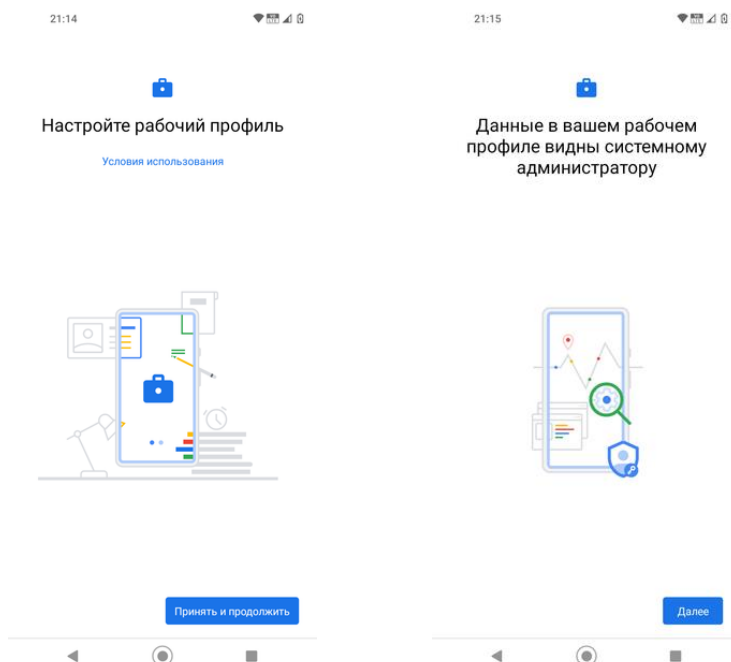 21:14
Настройте рабочий профиль
Условия использования
Принять и продолжить
21:15
Данные в вашем рабочем
профиле видны системному
администратору
Далее